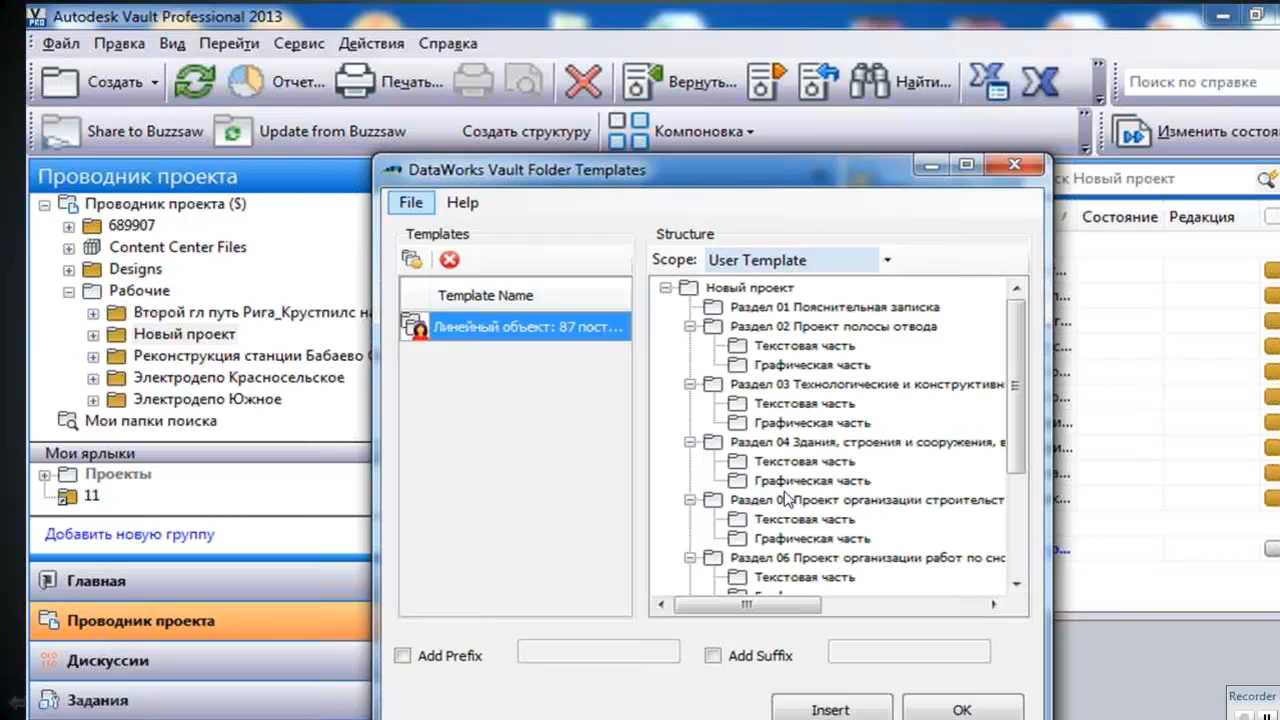 Autodesk Vault Professional 2013
Файл Правка Вид Перейти Сервис Действия Справка
Создать Отчет... Печать... Вернуть... Найти... Поиск по справке
Share to Buzzsaw Update from Buzzsaw Создать структуру Компоновка Изменить состоя
Проводник проекта
Проводник проекта ($)
689907
Content Center Files
Designs
Рабочие
Второй гл путь Рига_Крустпилс на
Новый проект
Реконструкция станции Бабаево
Электродепо Красносельское
Электродепо Южное
Мои папки поиска
Мои ярлыки
Проекты
11
Добавить новую группу
Главная
Проводник проекта
Дискуссии
Задания
DataWorks Vault Folder Templates
File Help
Templates
Template Name
Линейный объект: 87 пост...
Structure
Scope: User Template
Новый проект
Раздел 01 Пояснительная записка
Раздел 02 Проект полосы отвода
Текстовая часть
Графическая часть
Раздел 03 Технологические и конструктивн
Текстовая часть
Графическая часть
Раздел 04 Здания, строения и сооружения, в
Текстовая часть
Графическая часть
Раздел 0 Проект организации строительст
Текстовая часть
Графическая часть
Раздел 06 Проект организации работ по сно
Текстовая часть
Add Prefix Add Suffix
Insert OK
ск Новый проект
Состояние Редакция
Recorder